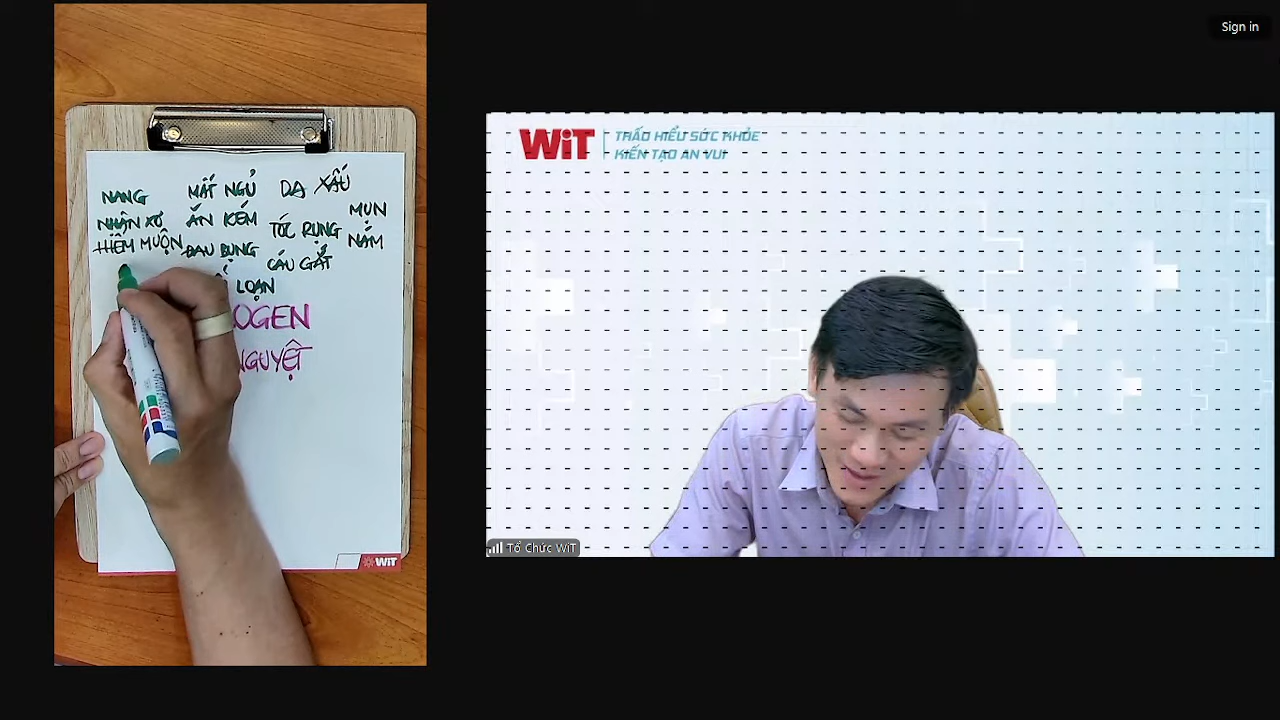 Sign in
WiT
THẤU HIỂU SỨC KHỎE
KIẾN TẠO AN VUI
NANG
NHÂN XƠ
HIẾM MUỘN
MẤT NGỦ
ĂN KÉM
ĐAU BỤNG
LOẠN
DA XẤU
TÓC RỤNG
CÁU GẮT
MỤN
NÁM
OGEN
NGUYỆT
WiT
Tổ Chức WiT